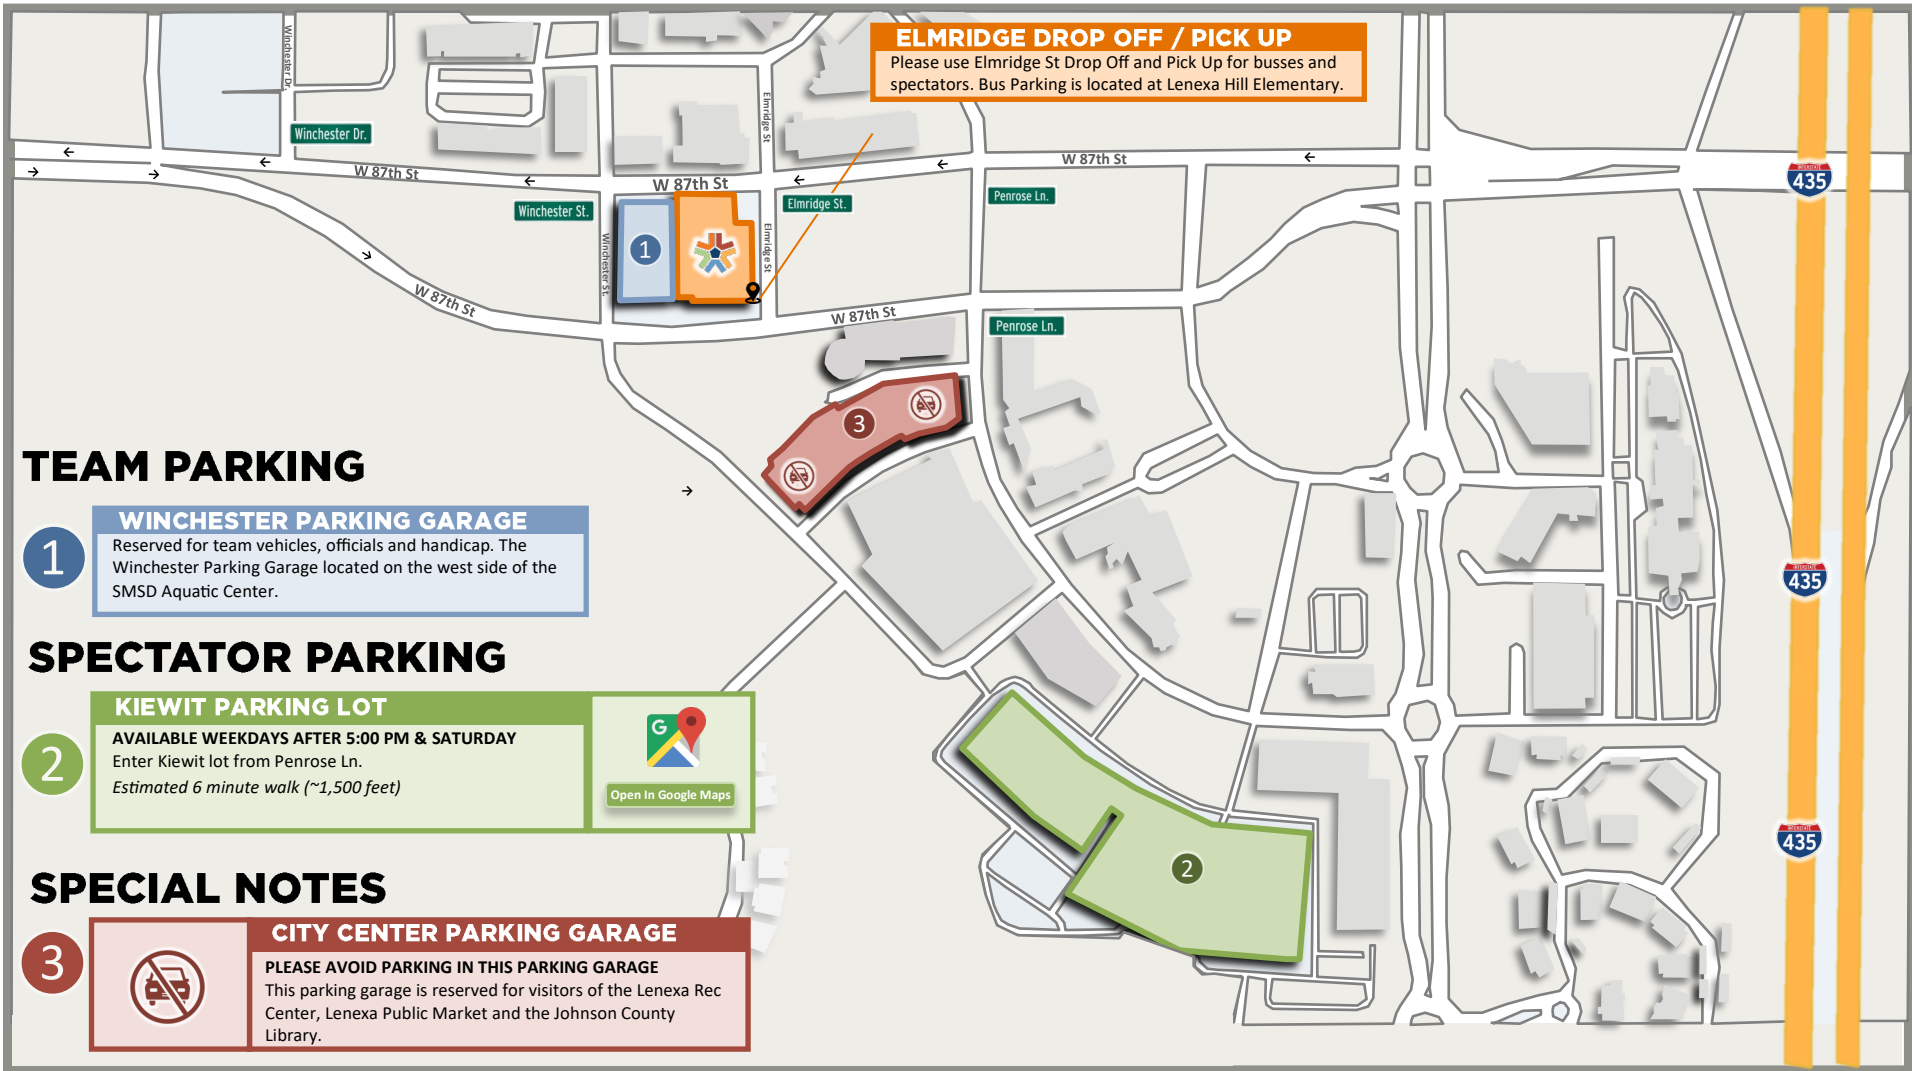 ELMRIDGE DROP OFF / PICK UP
Please use Elmridge St Drop Off and Pick Up for busses and
spectators. Bus Parking is located at Lenexa Hill Elementary.
Winchester Dr.
Winchester Dr.
Elmridge St
W 87th St
W 87th St
W 87th St
Winchester St.
Elmridge St.
Penrose Ln.
INTERSTATE
435
Winchester St.
1
Elmridge St
W 87th St
W 87th St
Penrose Ln.
3
TEAM PARKING
1
WINCHESTER PARKING GARAGE
Reserved for team vehicles, officials and handicap. The
Winchester Parking Garage located on the west side of the
SMSD Aquatic Center.
INTERSTATE
435
SPECTATOR PARKING
2
KIEWIT PARKING LOT
AVAILABLE WEEKDAYS AFTER 5:00 PM & SATURDAY
Enter Kiewit lot from Penrose Ln.
Estimated 6 minute walk (~1,500 feet)
G
Open In Google Maps
INTERSTATE
435
2
SPECIAL NOTES
3
CITY CENTER PARKING GARAGE
PLEASE AVOID PARKING IN THIS PARKING GARAGE
This parking garage is reserved for visitors of the Lenexa Rec
Center, Lenexa Public Market and the Johnson County
Library.